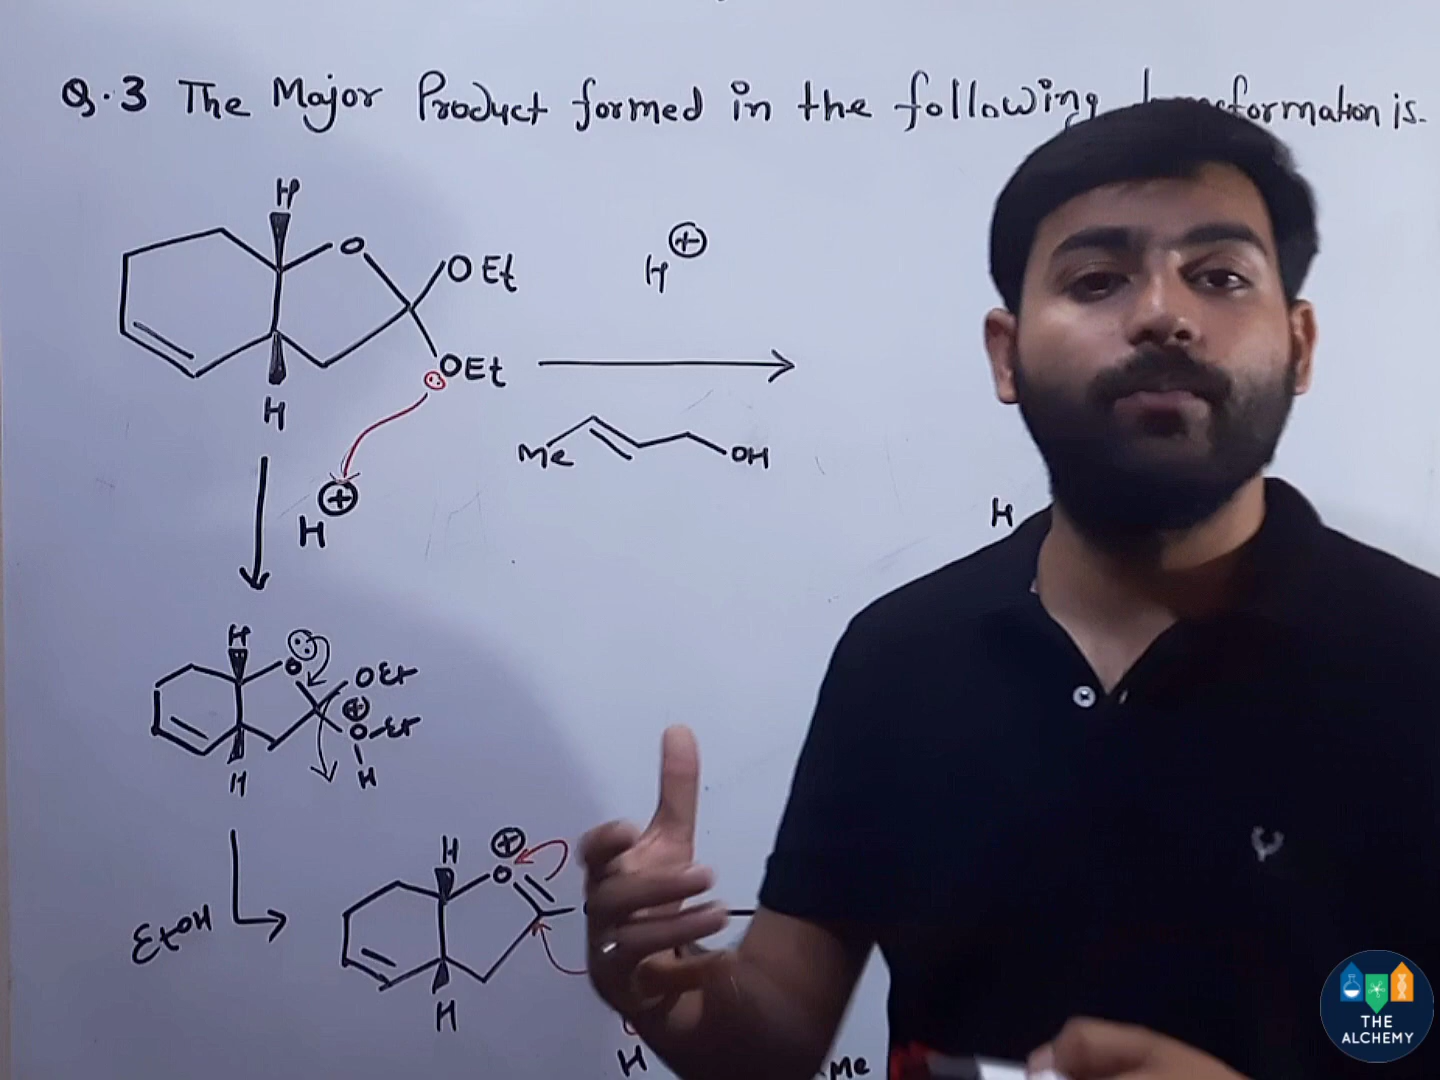 Q.3 The Major Product formed in the following is.
H
O
OEt
H⊕
OEt
H
Me OH
H⊕
H
H
O
OEt
⊕
O-Et
H
H
EtOH
H
⊕
O
H
H
Me
THE
ALCHEMY